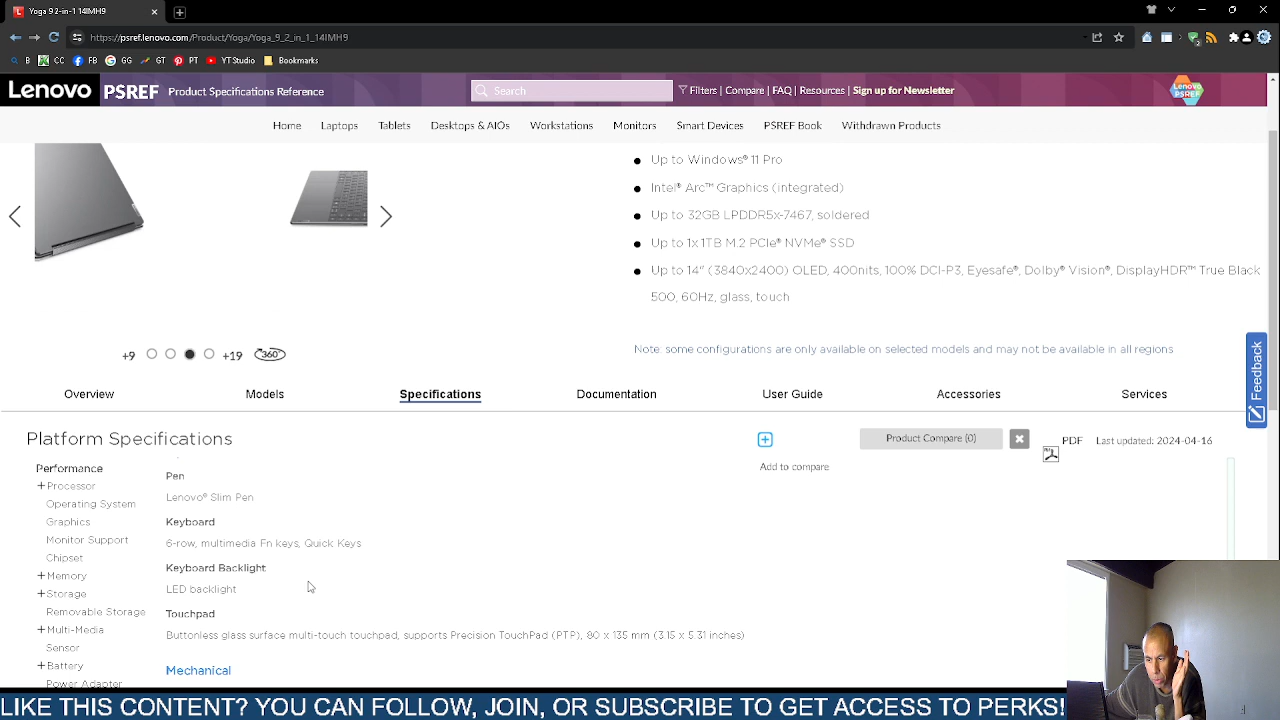 Yoga 9 2-in-1 14IMH9
https://psref.lenovo.com/Product/Yoga/Yoga_9_2_in_1_14IMH9
B CC FB GG GT PT YT Studio Bookmarks
Lenovo PSREF Product Specifications Reference Search Filters | Compare | FAQ | Resources | Sign up for Newsletter Lenovo PSREF
Home Laptops Tablets Desktops & AIOs Workstations Monitors Smart Devices PSREF Book Withdrawn Products
Up to Windows® 11 Pro
Intel® Arc™ Graphics (integrated)
Up to 32GB LPDDR5x-7467, soldered
Up to 1x 1TB M.2 PCIe® NVMe® SSD
Up to 14" (3840x2400) OLED, 400nits, 100% DCI-P3, Eyesafe®, Dolby® Vision®, DisplayHDR™ True Black
500, 60Hz, glass, touch
+9 +19 360°
Note: some configurations are only available on selected models and may not be available in all regions
Feedback
Overview Models Specifications Documentation User Guide Accessories Services
Platform Specifications
Add to compare
Product Compare (0)
PDF Last updated: 2024-04-16
Performance
+Processor
Operating System
Graphics
Monitor Support
Chipset
+Memory
+Storage
Removable Storage
+Multi-Media
Sensor
+Battery
Power Adapter
Pen
Lenovo® Slim Pen
Keyboard
6-row, multimedia Fn keys, Quick Keys
Keyboard Backlight
LED backlight
Touchpad
Buttonless glass surface multi-touch touchpad, supports Precision TouchPad (PTP), 80 x 135 mm (3.15 x 5.31 inches)
Mechanical
LIKE THIS CONTENT? YOU CAN FOLLOW, JOIN, OR SUBSCRIBE TO GET ACCESS TO PERKS!